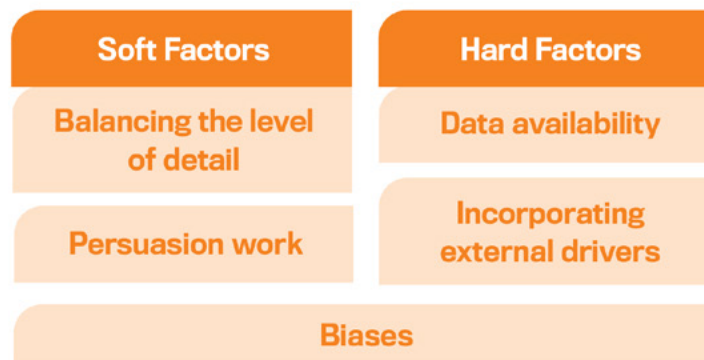 Soft Factors
Balancing the level
of detail
Persuasion work
Hard Factors
Data availability
Incorporating
external drivers
Biases